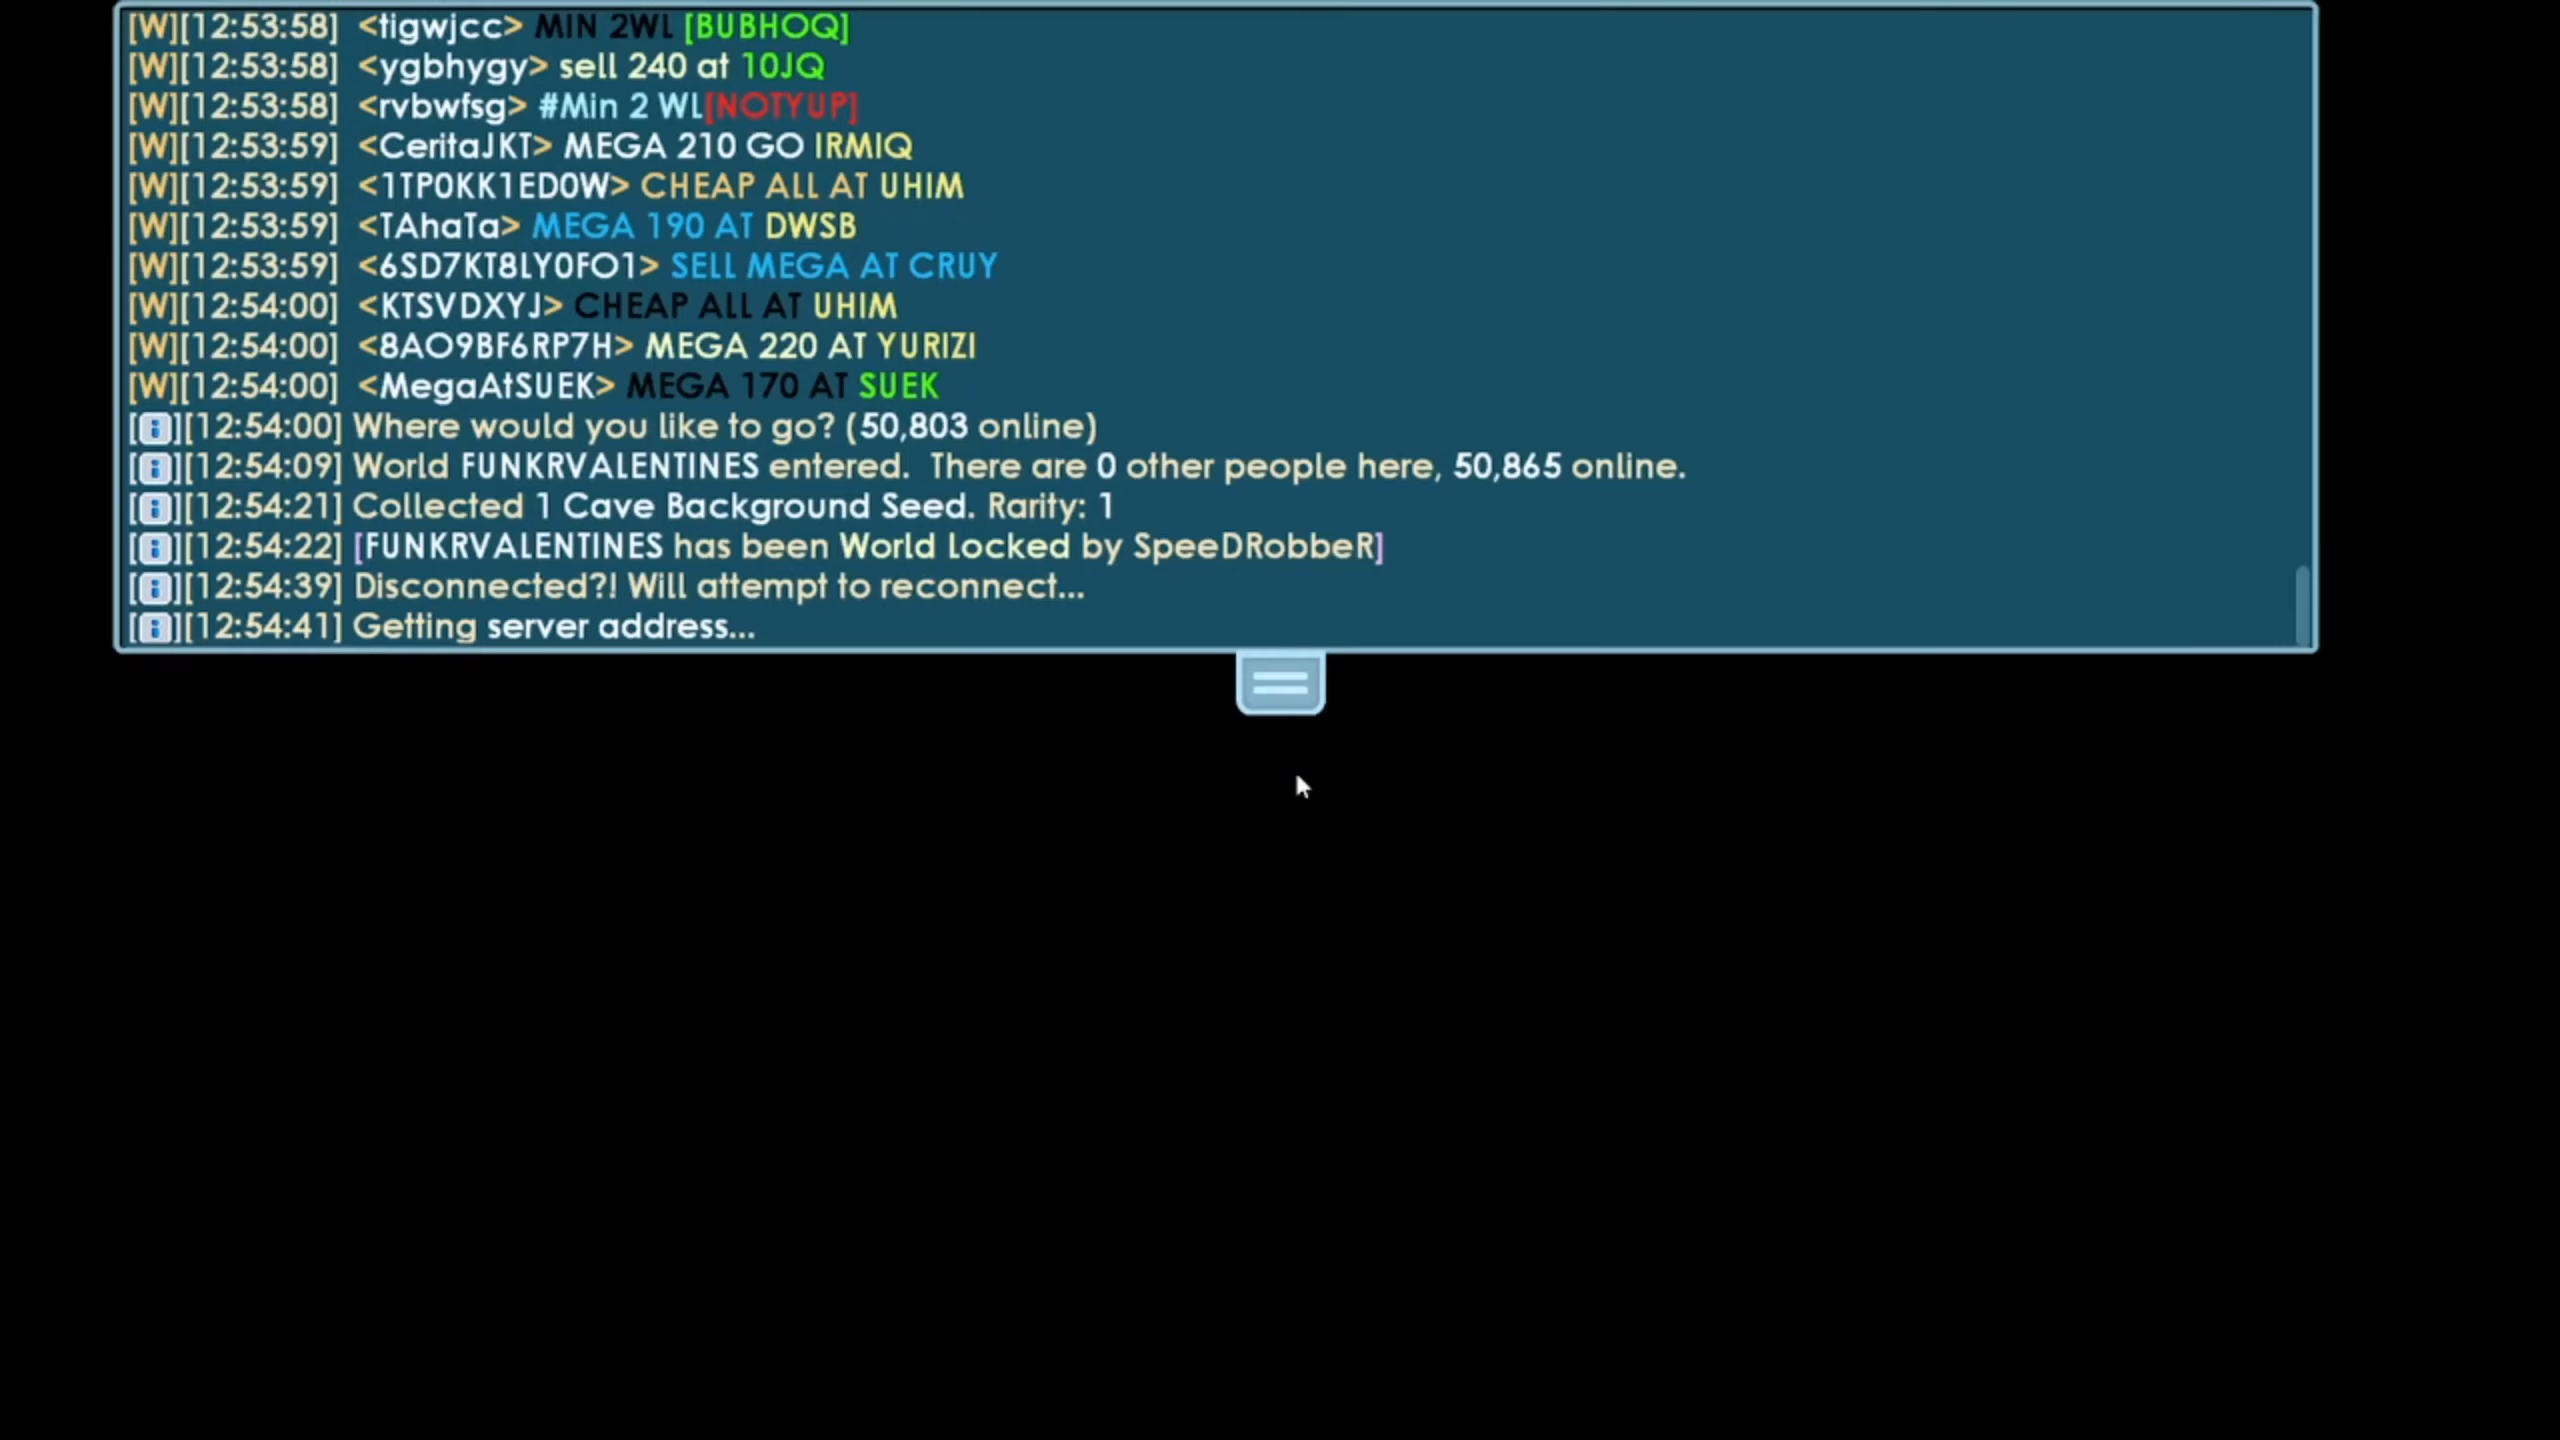 [W][12:53:58] <tigwjcc> MIN 2WL [BUBHOQ]
[W][12:53:58] <ygbhygy> sell 240 at 10JQ
[W][12:53:58] <rvbwfsg> #Min 2 WL[NOTYUP]
[W][12:53:59] <CeritaJKT> MEGA 210 GO IRMIQ
[W][12:53:59] <1TP0KK1ED0W> CHEAP ALL AT UHIM
[W][12:53:59] <TAhaTa> MEGA 190 AT DWSB
[W][12:53:59] <6SD7KT8LY0FO1> SELL MEGA AT CRUY
[W][12:54:00] <KTSVDXYJ> CHEAP ALL AT UHIM
[W][12:54:00] <8AO9BF6RP7H> MEGA 220 AT YURIZI
[W][12:54:00] <MegaAtSUEK> MEGA 170 AT SUEK
[i][12:54:00] Where would you like to go? (50,803 online)
[i][12:54:09] World FUNKRVALENTINES entered.  There are 0 other people here, 50,865 online.
[i][12:54:21] Collected 1 Cave Background Seed. Rarity: 1
[i][12:54:22] [FUNKRVALENTINES has been World Locked by SpeeDRobbeR]
[i][12:54:39] Disconnected?! Will attempt to reconnect...
[i][12:54:41] Getting server address...